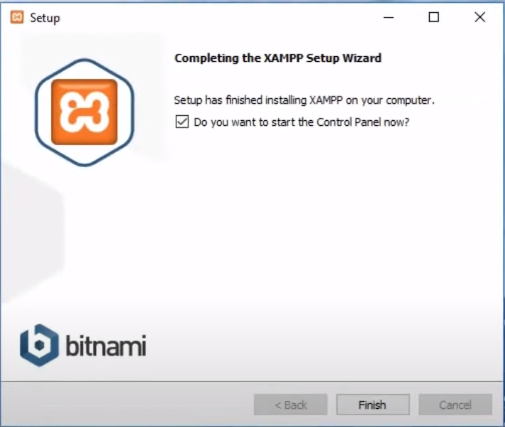 Setup
Completing the XAMPP Setup Wizard
Setup has finished installing XAMPP on your computer.
Do you want to start the Control Panel now?
bitnami
< Back
Finish
Cancel